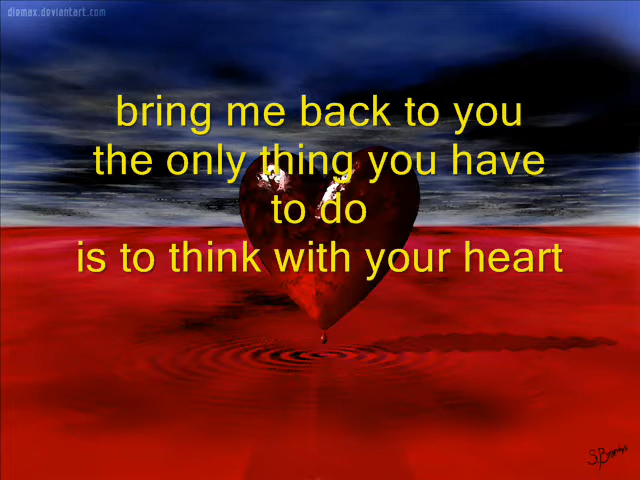 diemax.deviantart.com
bring me back to you
the only thing you have
to do
is to think with your heart